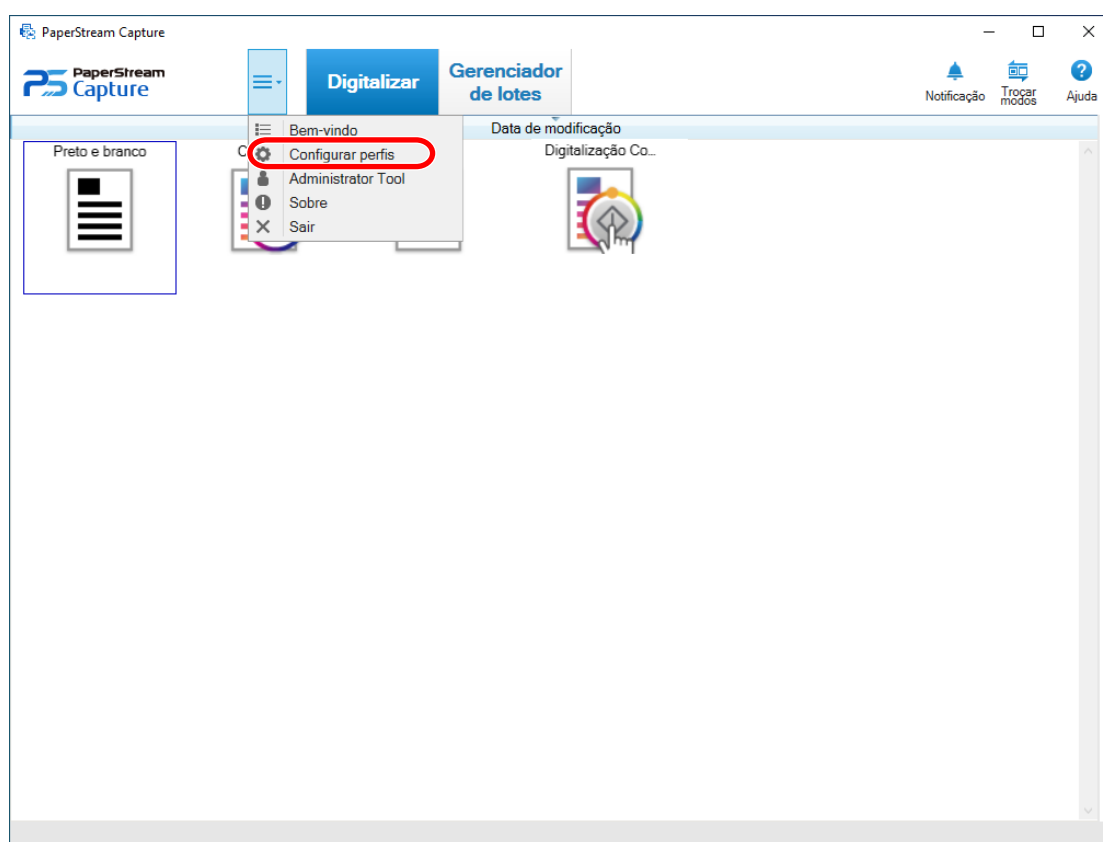 PaperStream Capture
PaperStream
Capture
Digitalizar
Gerenciador
de lotes
Notificação
Trocar
modos
Ajuda
Data de modificação
Bem-vindo
Configurar perfis
Administrator Tool
Sobre
Sair
Preto e branco
C
Digitalização Co...